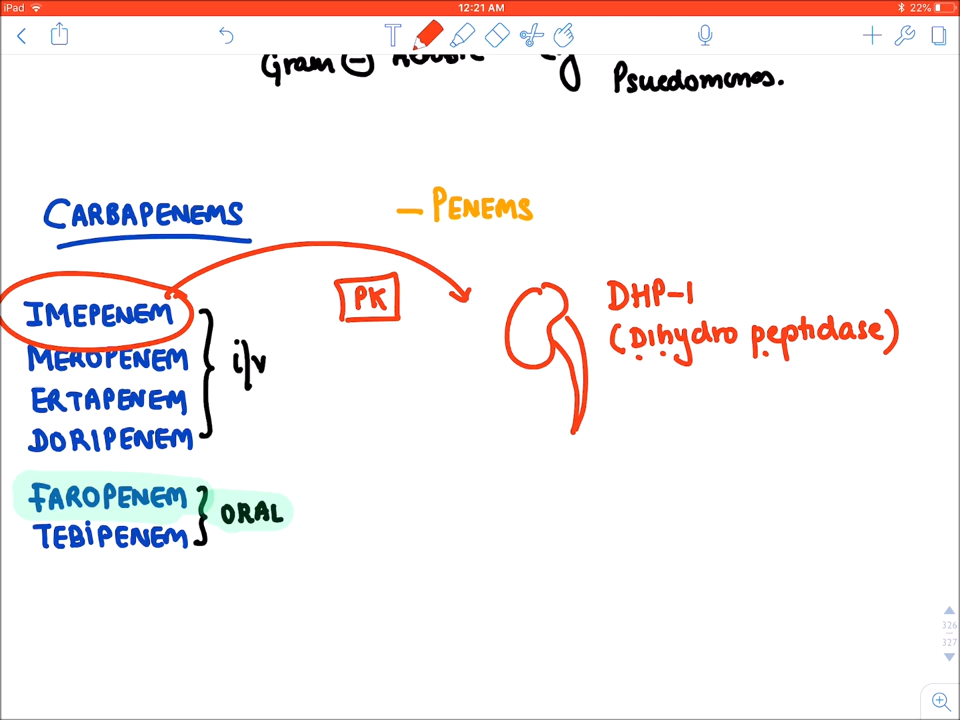 iPad 12:21 AM 22%
T
Gram ⊖
Psuedomonas.
CARBAPENEMS
– PENEMS
IMEPENEM
PK
DHP-1
(Dihydro peptidase)
MEROPENEM
i/v
ERTAPENEM
DORIPENEM
FAROPENEM
ORAL
TEBIPENEM
326
327